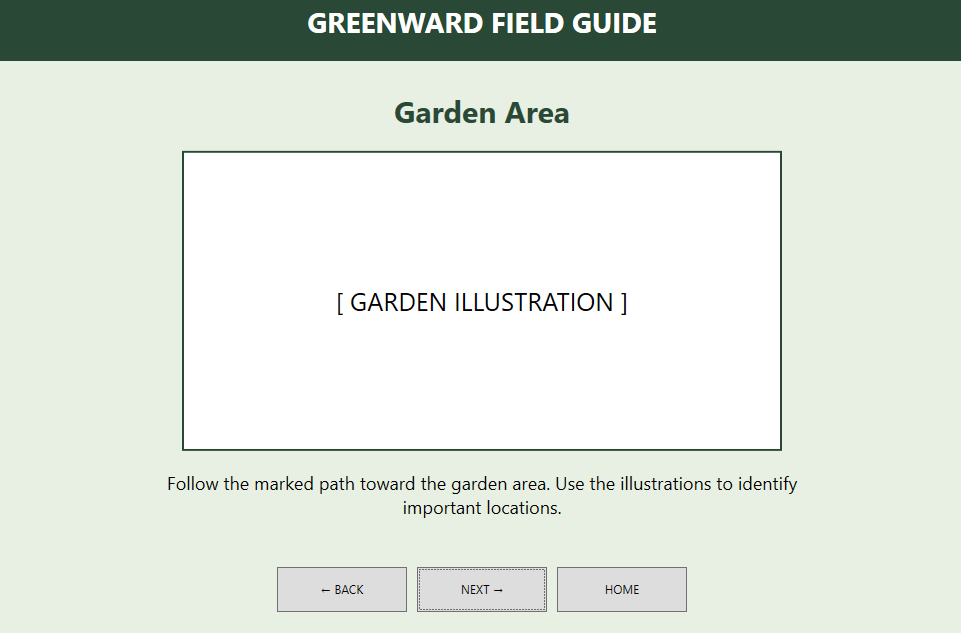 GREENWARD FIELD GUIDE
Garden Area
[ GARDEN ILLUSTRATION ]
Follow the marked path toward the garden area. Use the illustrations to identify
important locations.
← BACK
NEXT →
HOME